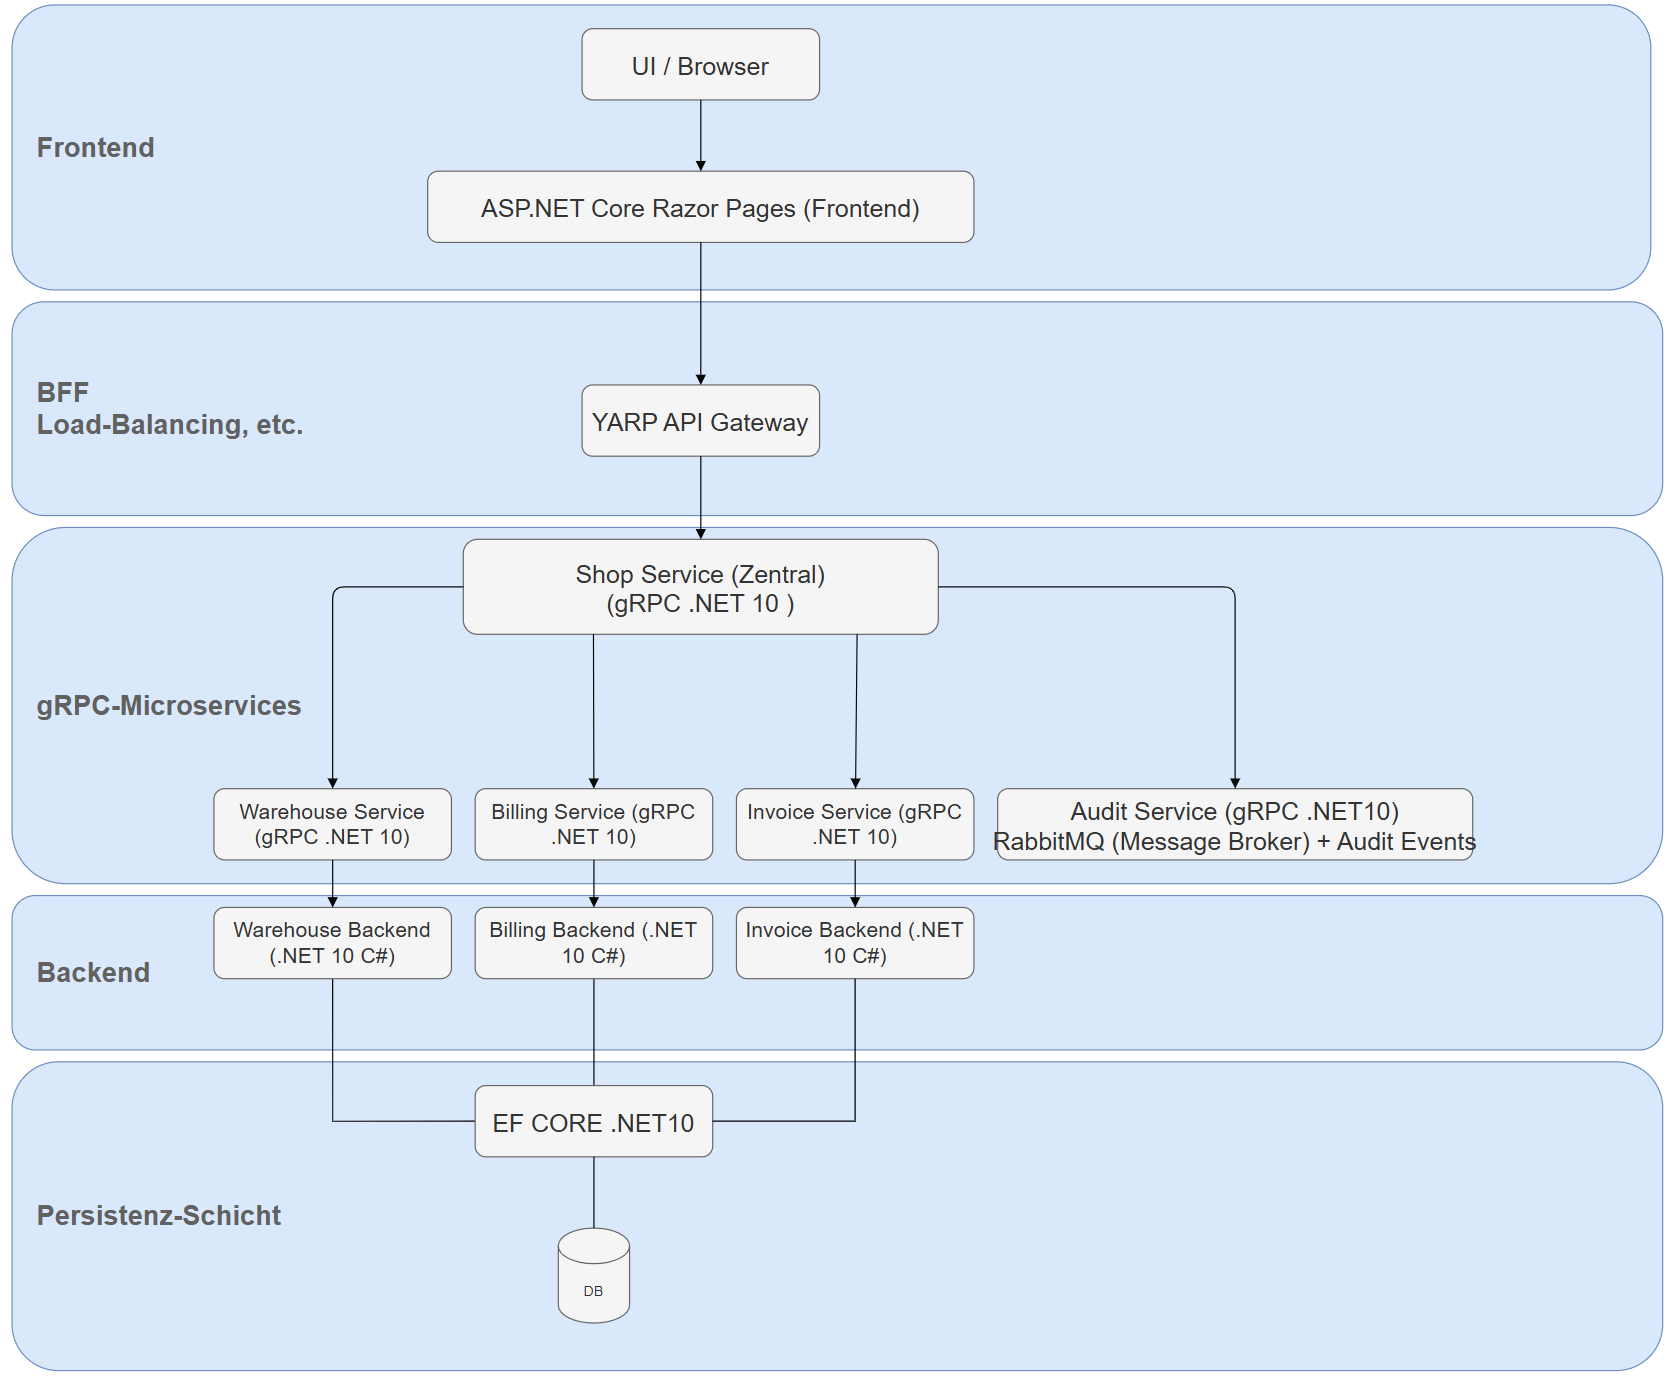 UI / Browser
Frontend
ASP.NET Core Razor Pages (Frontend)
BFF
Load-Balancing, etc.
YARP API Gateway
Shop Service (Zentral)
(gRPC .NET 10 )
gRPC-Microservices
Warehouse Service
(gRPC .NET 10)
Billing Service (gRPC
.NET 10)
Invoice Service (gRPC
.NET 10)
Audit Service (gRPC .NET10)
RabbitMQ (Message Broker) + Audit Events
Backend
Warehouse Backend
(.NET 10 C#)
Billing Backend (.NET
10 C#)
Invoice Backend (.NET
10 C#)
EF CORE .NET10
Persistenz-Schicht
DB